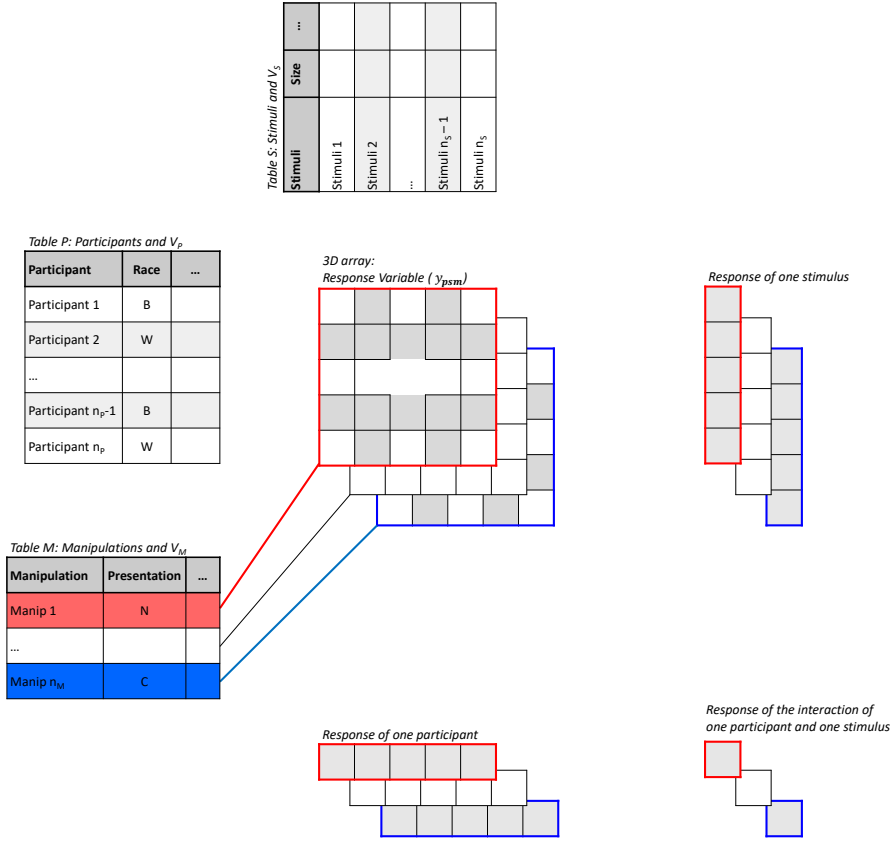 Table S: Stimuli and V_S
Stimuli Size ...
Stimuli 1
Stimuli 2
...
Stimuli n_S – 1
Stimuli n_S
Table P: Participants and V_P
Participant Race ...
Participant 1 B
Participant 2 W
...
Participant n_P-1 B
Participant n_P W
3D array:
Response Variable ( y_psm)
Response of one stimulus
Table M: Manipulations and V_M
Manipulation Presentation ...
Manip 1 N
...
Manip n_M C
Response of one participant
Response of the interaction of
one participant and one stimulus